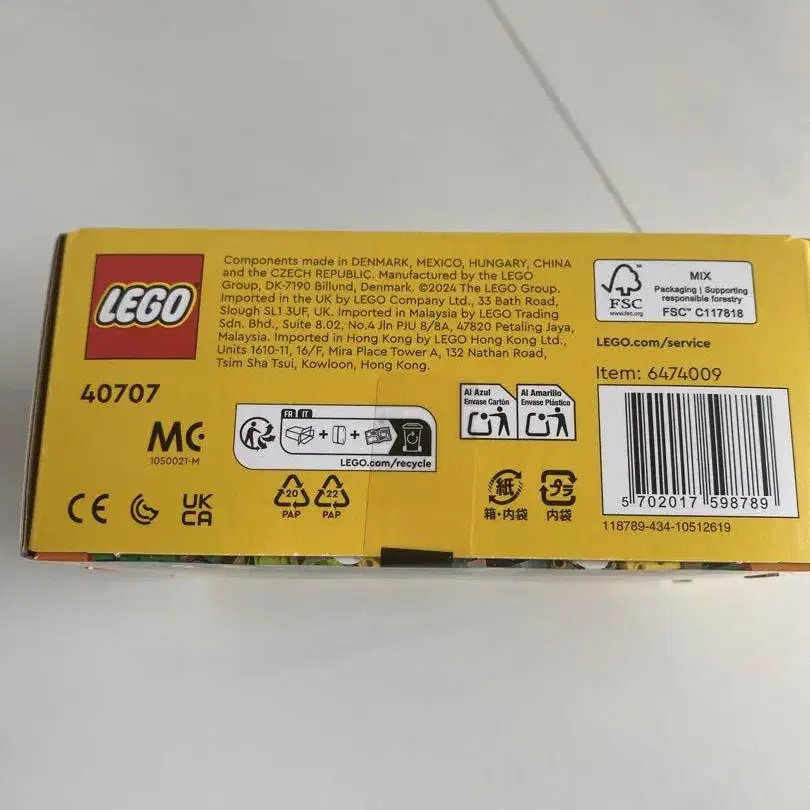 LEGO
Components made in DENMARK, MEXICO, HUNGARY, CHINA
and the CZECH REPUBLIC. Manufactured by the LEGO
Group, DK-7190 Billund, Denmark. ©2024 The LEGO Group.
Imported in the UK by LEGO Company Ltd., 33 Bath Road,
Slough SL1 3UF, UK. Imported in Malaysia by LEGO Trading
Sdn. Bhd., Suite 8.02, No.4 Jln PJU 8/8A, 47820 Petaling Jaya,
Malaysia. Imported in Hong Kong by LEGO Hong Kong Ltd.,
Units 1610-11, 16/F, Mira Place Tower A, 132 Nathan Road,
Tsim Sha Tsui, Kowloon, Hong Kong.
FSC
www.fsc.org
MIX
Packaging | Supporting
responsible forestry
FSC™ C117818
LEGO.com/service
Item: 6474009
40707
MC
1050021-M
FR IT
LEGO.com/recycle
Al Azul
Envase Cartón
Al Amarillo
Envase Plástico
CE
UK
CA
20
PAP
22
PAP
紙
箱・内袋
プラ
内袋
5 702017 598789
118789-434-10512619